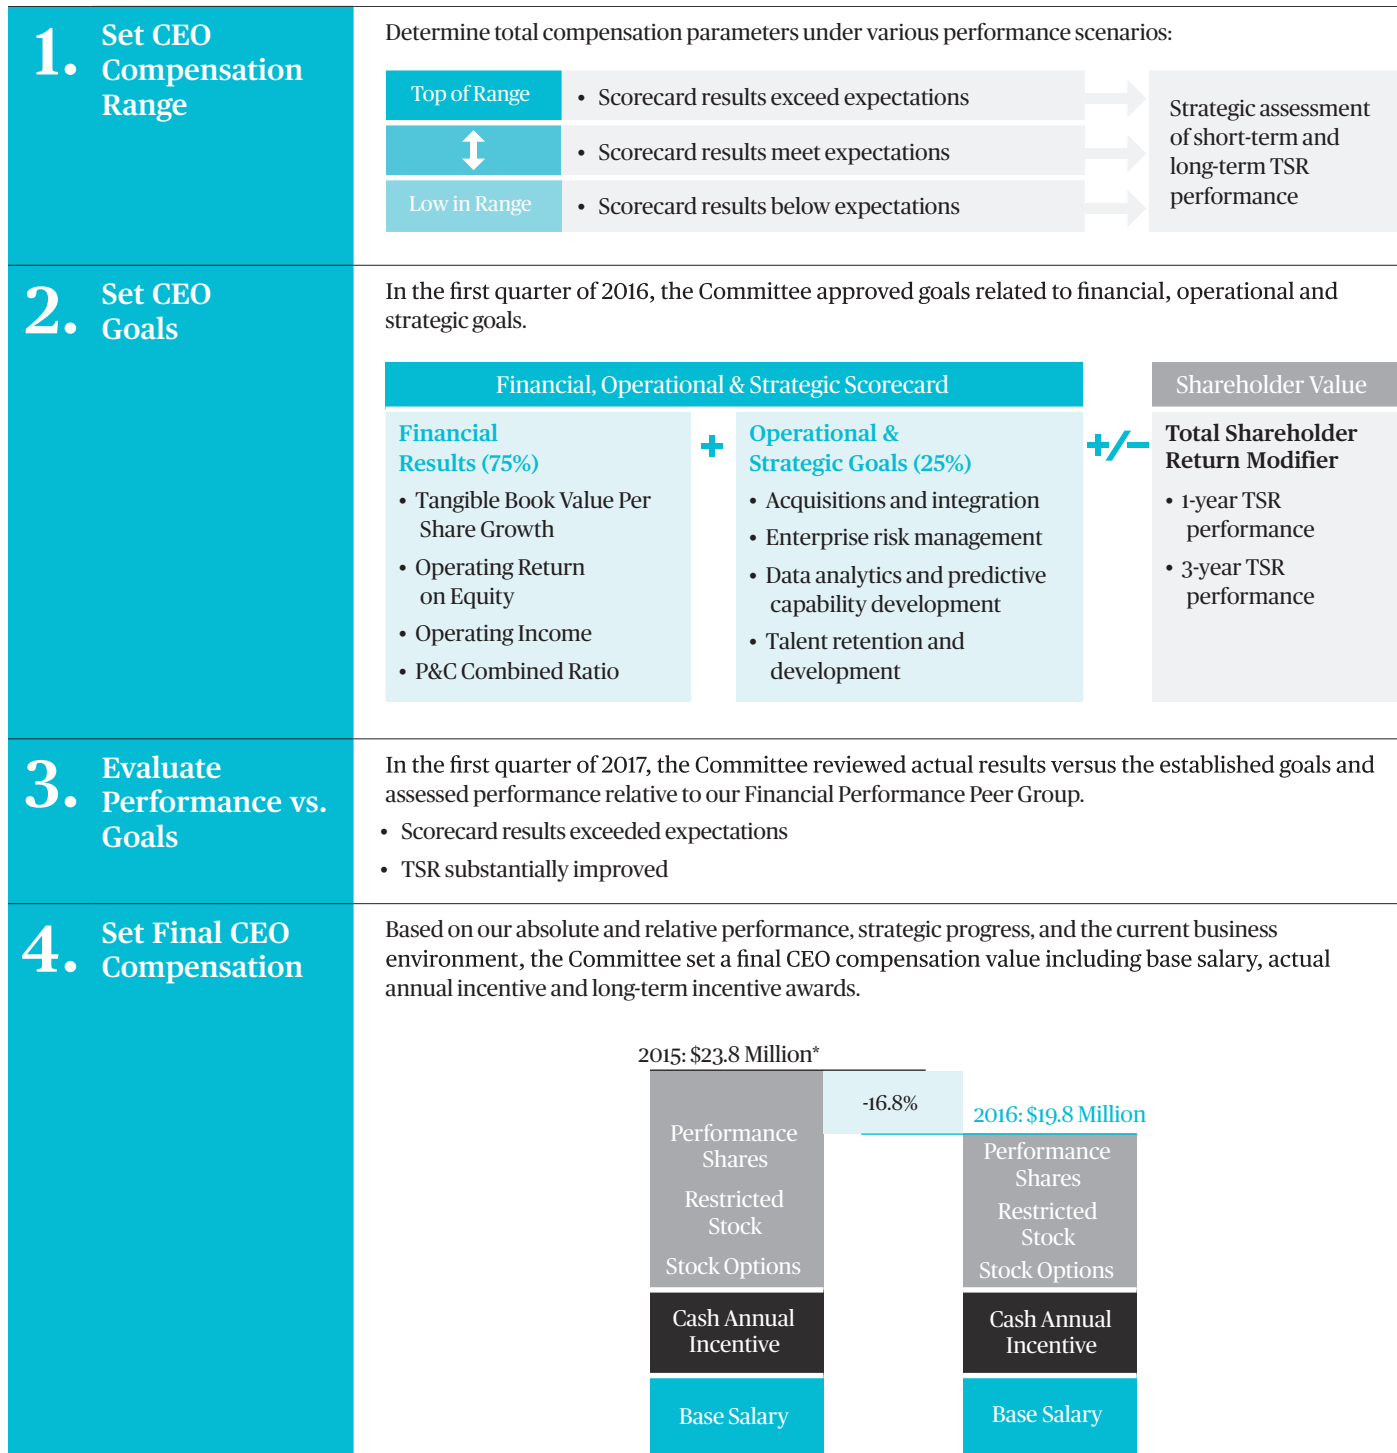 1.
Set CEO
Compensation
Range
Determine total compensation parameters under various performance scenarios:
Top of Range
• Scorecard results exceed expectations
• Scorecard results meet expectations
Low in Range
• Scorecard results below expectations
Strategic assessment
of short-term and
long-term TSR
performance
2.
Set CEO
Goals
In the first quarter of 2016, the Committee approved goals related to financial, operational and
strategic goals.
Financial, Operational & Strategic Scorecard
Financial
Results (75%)
• Tangible Book Value Per
Share Growth
• Operating Return
on Equity
• Operating Income
• P&C Combined Ratio
+
Operational &
Strategic Goals (25%)
• Acquisitions and integration
• Enterprise risk management
• Data analytics and predictive
capability development
• Talent retention and
development
+/−
Shareholder Value
Total Shareholder
Return Modifier
• 1-year TSR
performance
• 3-year TSR
performance
3.
Evaluate
Performance vs.
Goals
In the first quarter of 2017, the Committee reviewed actual results versus the established goals and
assessed performance relative to our Financial Performance Peer Group.
• Scorecard results exceeded expectations
• TSR substantially improved
4.
Set Final CEO
Compensation
Based on our absolute and relative performance, strategic progress, and the current business
environment, the Committee set a final CEO compensation value including base salary, actual
annual incentive and long-term incentive awards.
2015: $23.8 Million*
Performance
Shares
Restricted
Stock
Stock Options
Cash Annual
Incentive
Base Salary
-16.8%
2016: $19.8 Million
Performance
Shares
Restricted
Stock
Stock Options
Cash Annual
Incentive
Base Salary